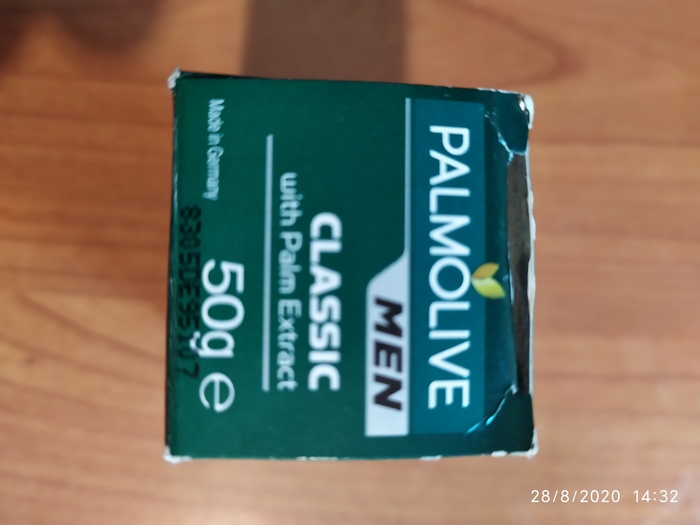 PALMOLIVE
MEN
CLASSIC
with Palm Extract
50g e
Made in Germany
28/8/2020 14:32